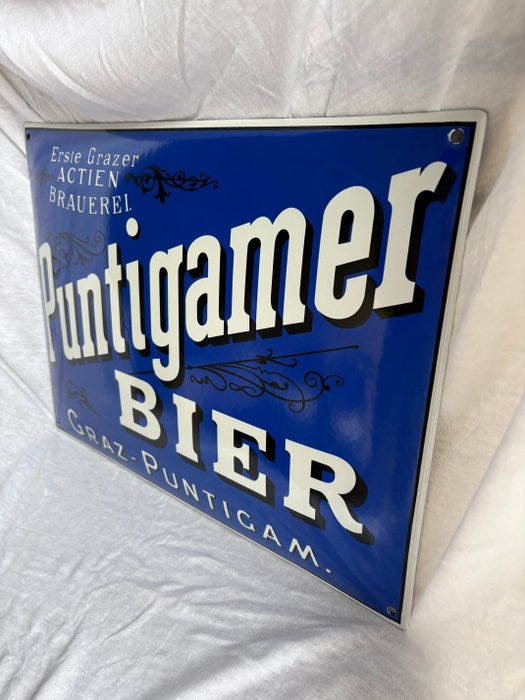 Erste Grazer
ACTIEN
BRAUEREI
Puntigamer
BIER
GRAZ-PUNTIGAM.